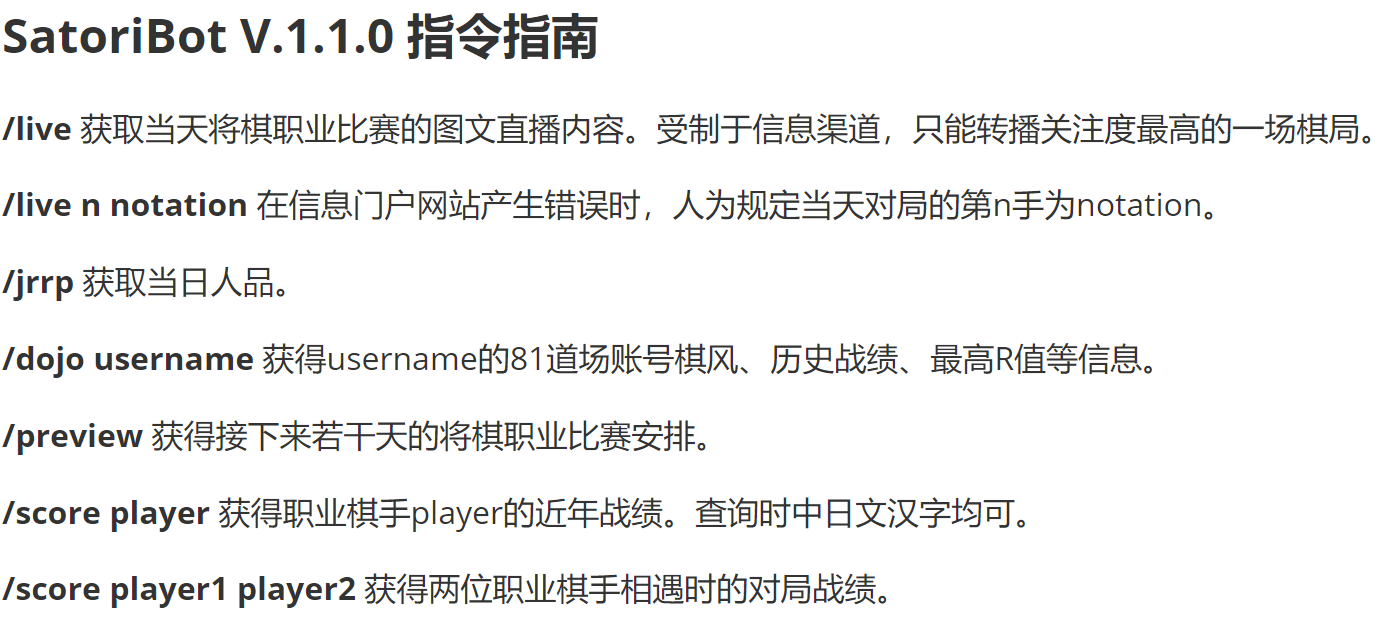 SatoriBot V.1.1.0 指令指南
/live 获取当天将棋职业比赛的图文直播内容。受制于信息渠道，只能转播关注度最高的一场棋局。
/live n notation 在信息门户网站产生错误时，人为规定当天对局的第n手为notation。
/jrrp 获取当日人品。
/dojo username 获得username的81道场账号棋风、历史战绩、最高R值等信息。
/preview 获得接下来若干天的将棋职业比赛安排。
/score player 获得职业棋手player的近年战绩。查询时中日文汉字均可。
/score player1 player2 获得两位职业棋手相遇时的对局战绩。